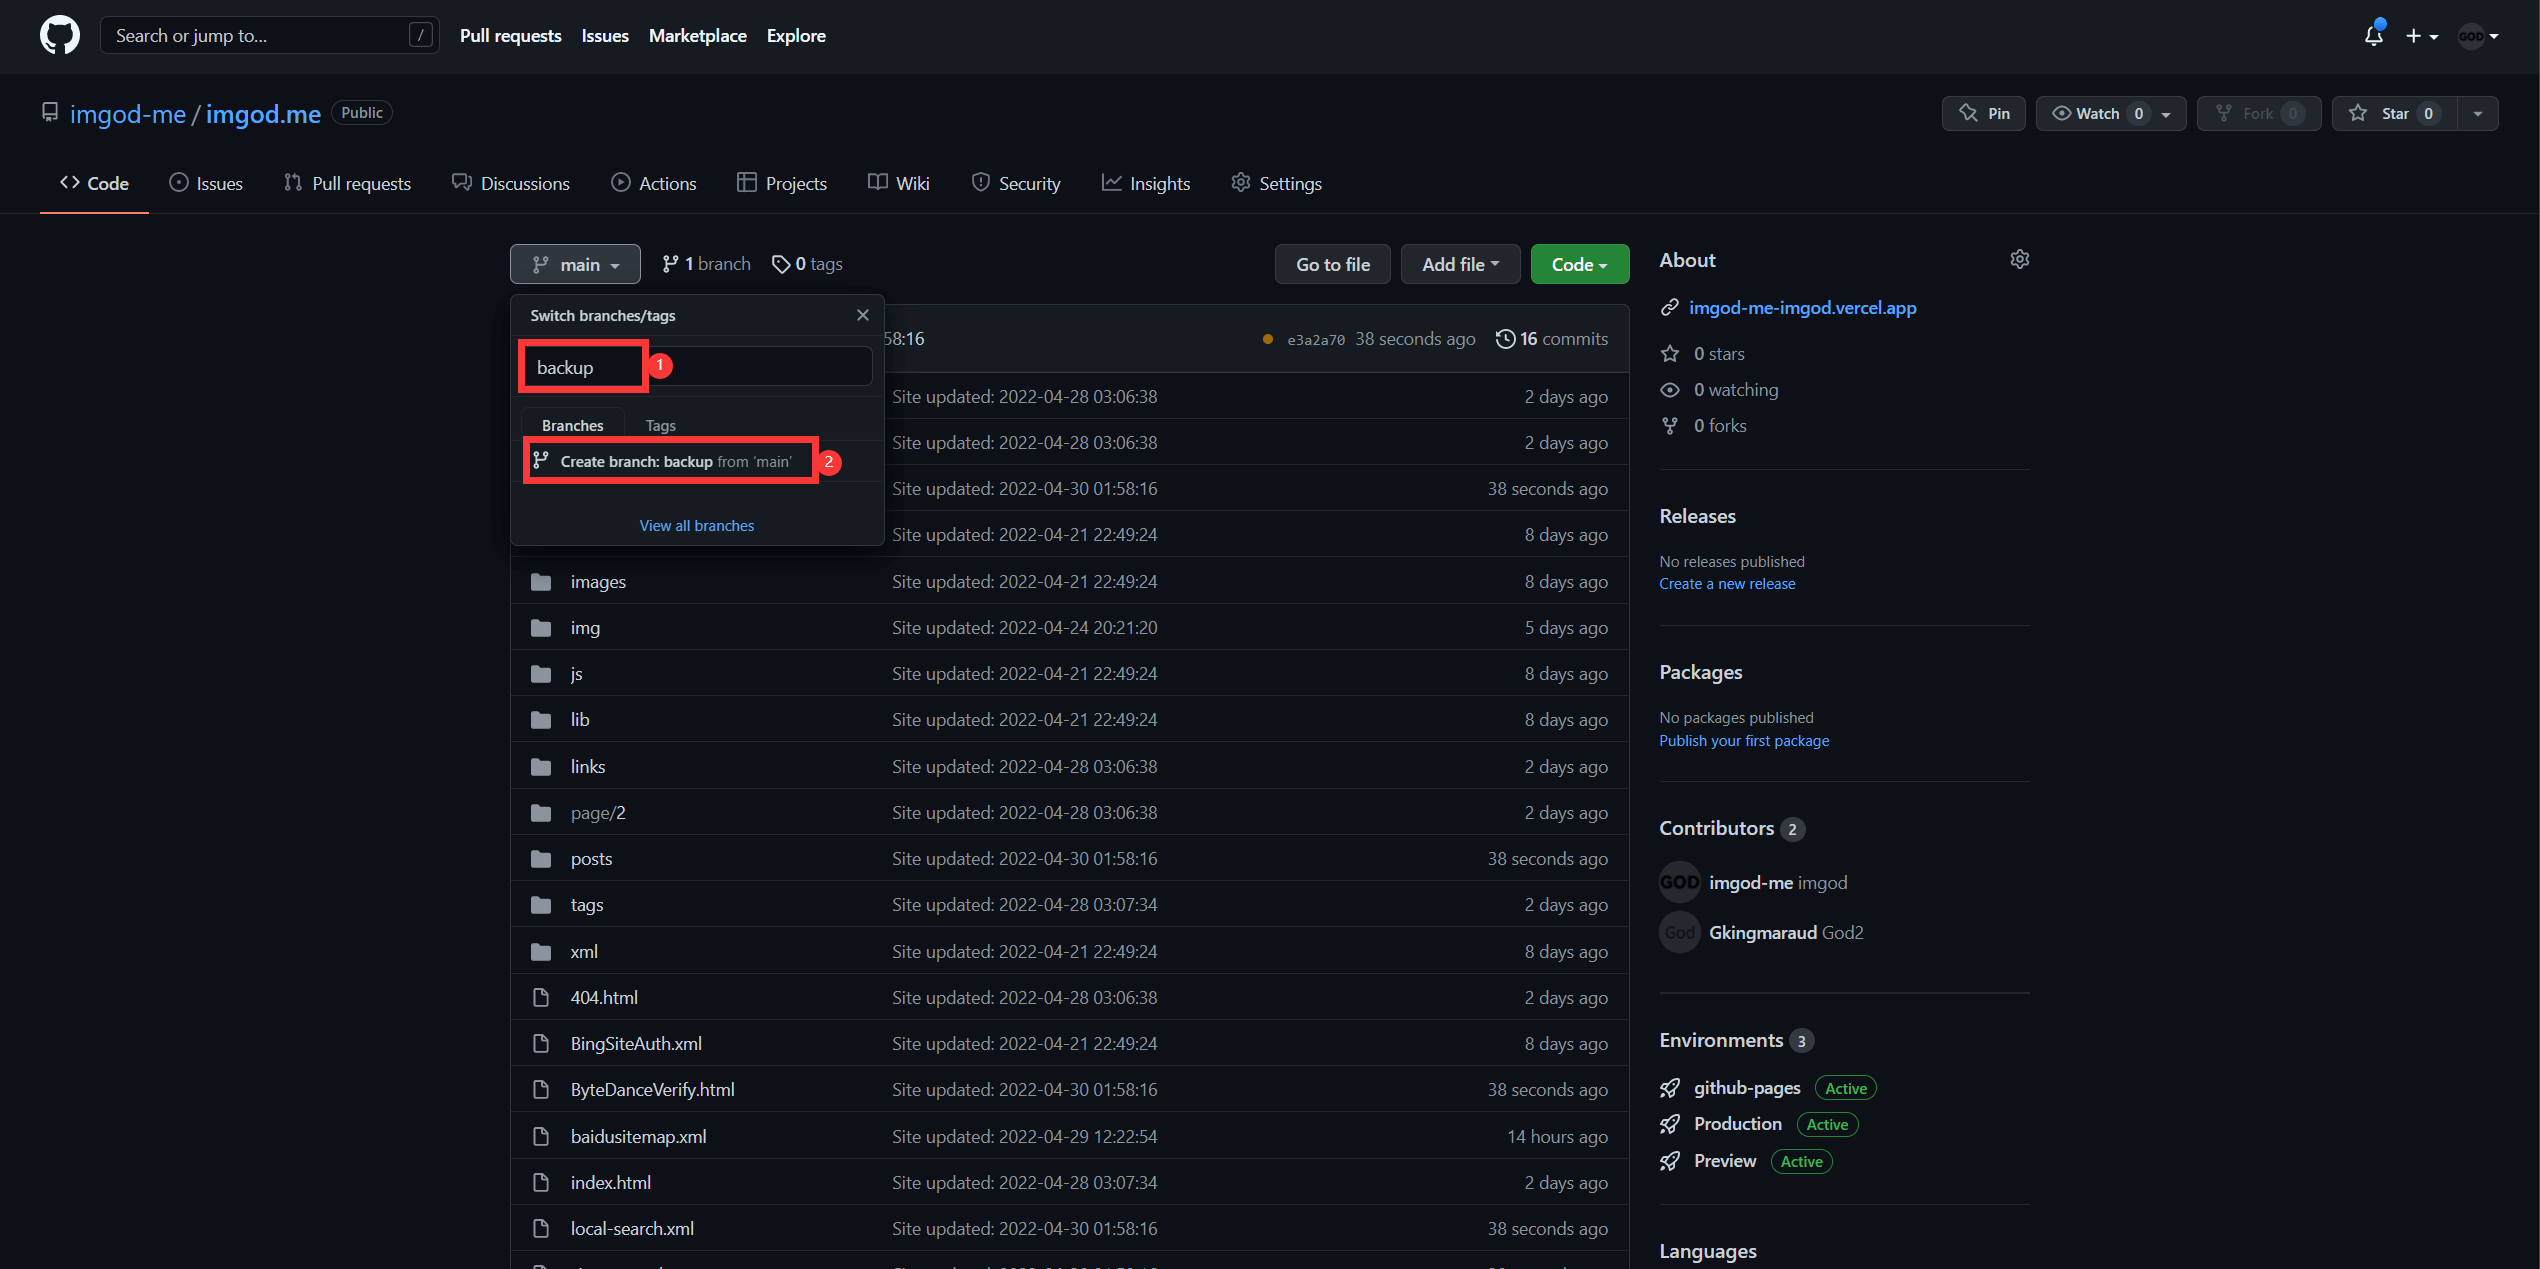 Search or jump to... /
Pull requests Issues Marketplace Explore
GOD
imgod-me / imgod.me Public
Pin Watch 0 Fork 0 Star 0
Code Issues Pull requests Discussions Actions Projects Wiki Security Insights Settings
main 1 branch 0 tags Go to file Add file Code
Switch branches/tags
backup 1
Branches Tags
Create branch: backup from ‘main’ 2
View all branches
58:16 e3a2a70 38 seconds ago 16 commits
Site updated: 2022-04-28 03:06:38 2 days ago
Site updated: 2022-04-28 03:06:38 2 days ago
Site updated: 2022-04-30 01:58:16 38 seconds ago
Site updated: 2022-04-21 22:49:24 8 days ago
images Site updated: 2022-04-21 22:49:24 8 days ago
img Site updated: 2022-04-24 20:21:20 5 days ago
js Site updated: 2022-04-21 22:49:24 8 days ago
lib Site updated: 2022-04-21 22:49:24 8 days ago
links Site updated: 2022-04-28 03:06:38 2 days ago
page/2 Site updated: 2022-04-28 03:06:38 2 days ago
posts Site updated: 2022-04-30 01:58:16 38 seconds ago
tags Site updated: 2022-04-28 03:07:34 2 days ago
xml Site updated: 2022-04-21 22:49:24 8 days ago
404.html Site updated: 2022-04-28 03:06:38 2 days ago
BingSiteAuth.xml Site updated: 2022-04-21 22:49:24 8 days ago
ByteDanceVerify.html Site updated: 2022-04-30 01:58:16 38 seconds ago
baidusitemap.xml Site updated: 2022-04-29 12:22:54 14 hours ago
index.html Site updated: 2022-04-28 03:07:34 2 days ago
local-search.xml Site updated: 2022-04-30 01:58:16 38 seconds ago
About
imgod-me-imgod.vercel.app
0 stars
0 watching
0 forks
Releases
No releases published
Create a new release
Packages
No packages published
Publish your first package
Contributors 2
GOD imgod-me imgod
God Gkingmaraud God2
Environments 3
github-pages Active
Production Active
Preview Active
Languages